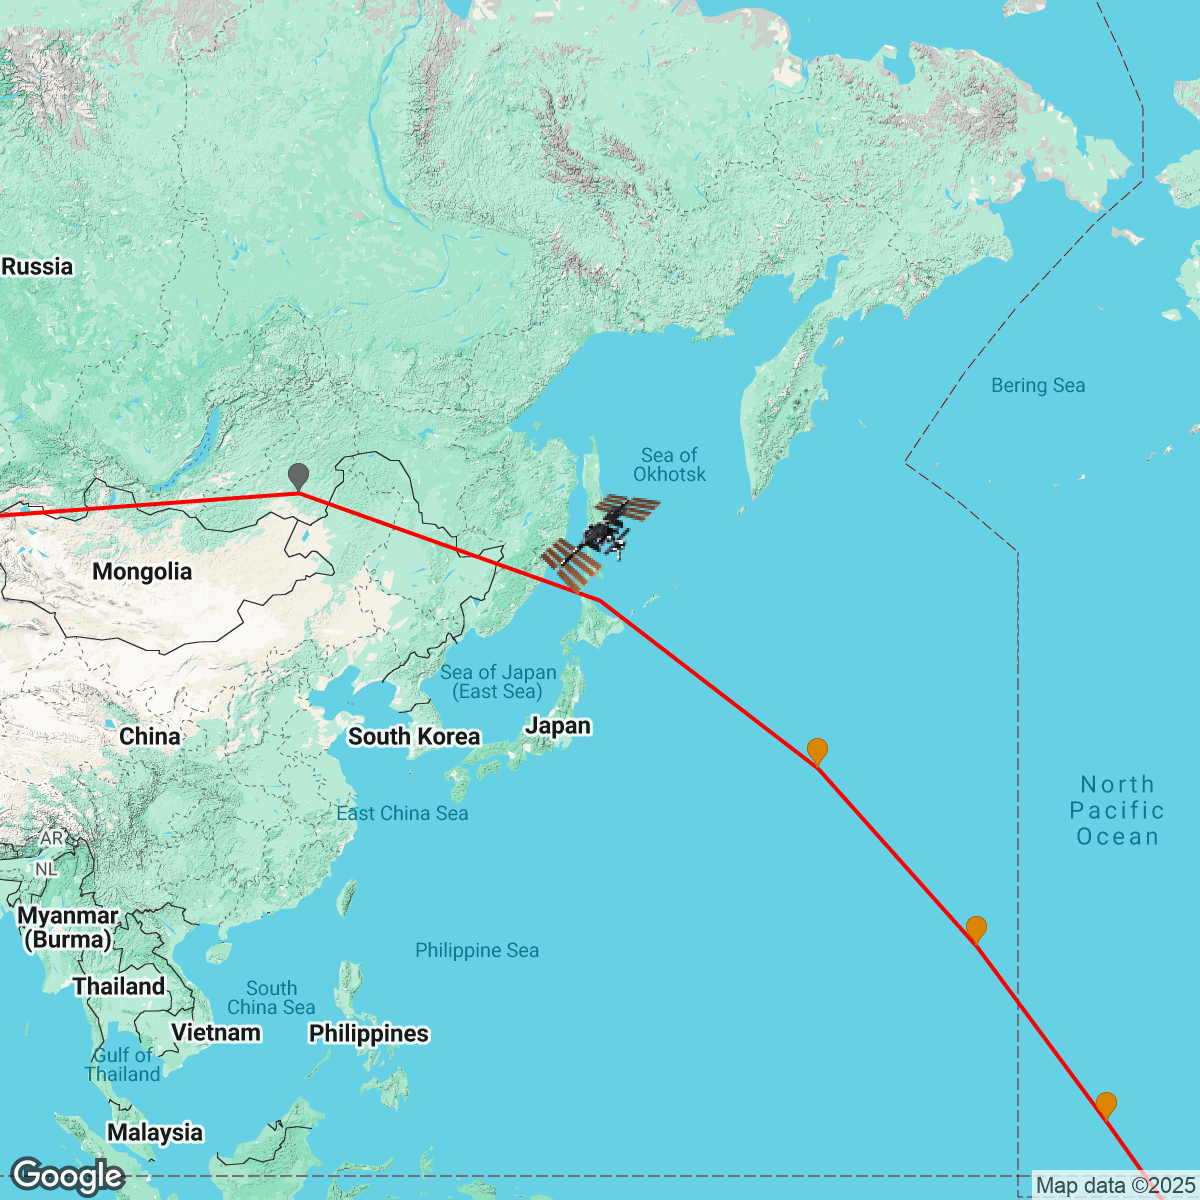 Russia
Bering Sea
Sea of
Okhotsk
Mongolia
Sea of Japan
(East Sea)
Japan
China
South Korea
North
Pacific
Ocean
East China Sea
AR
NL
Myanmar
(Burma)
Philippine Sea
Thailand
South
China Sea
Vietnam
Philippines
Gulf of
Thailand
Malaysia
Google
Map data ©2025